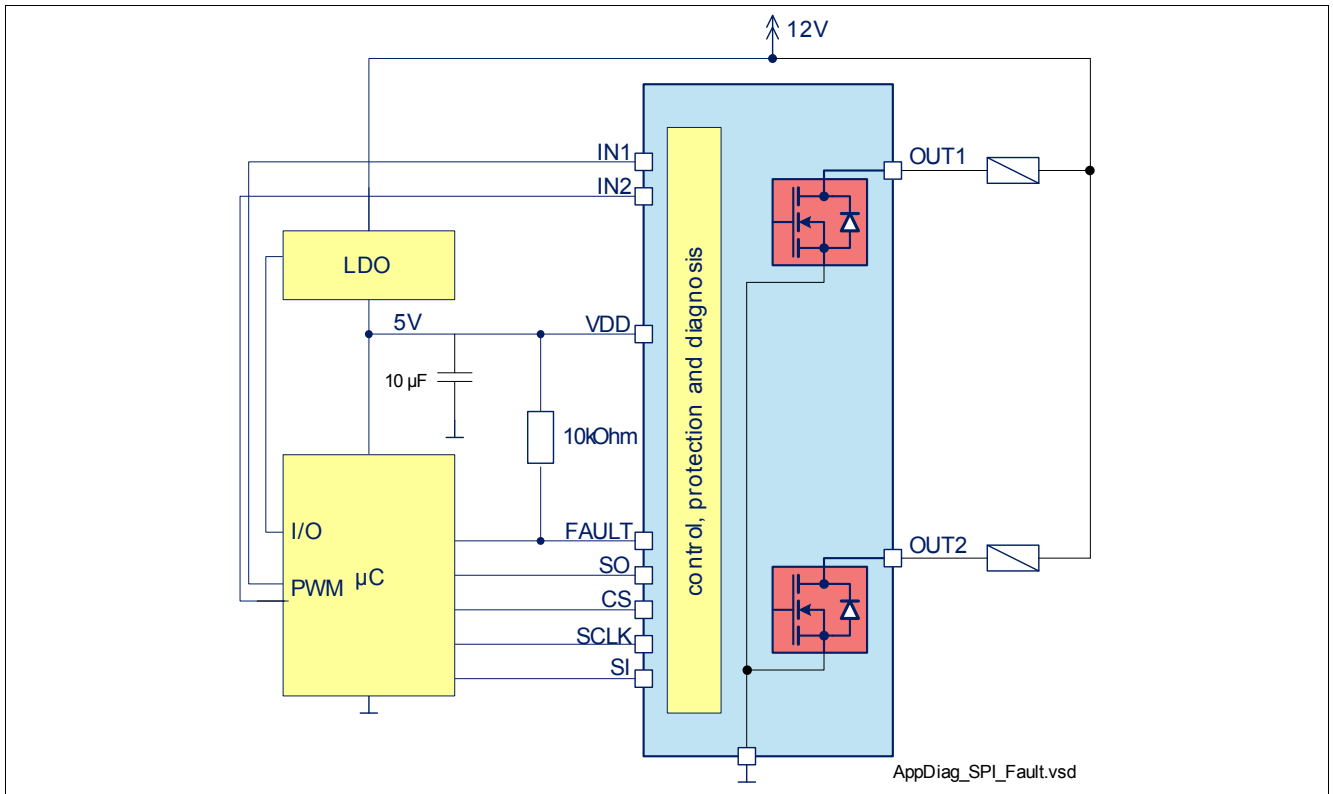 12V
IN1
OUT1
IN2
LDO
5V
VDD
10 µF
10kOhm
control, protection and diagnosis
I/O
FAULT
OUT2
SO
PWM µC
CS
SCLK
SI
AppDiag_SPI_Fault.vsd